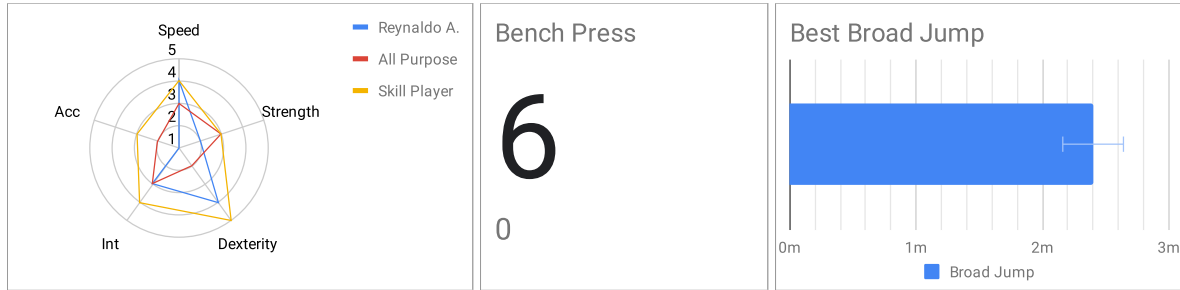 Speed
5
4
3
2
1
Acc
Strength
Int
Dexterity
Reynaldo A.
All Purpose
Skill Player
Bench Press
6
0
Best Broad Jump
0m 1m 2m 3m
Broad Jump